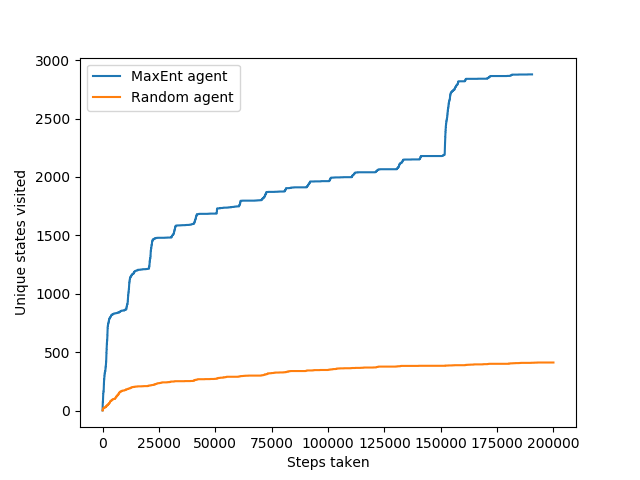 MaxEnt agent
Random agent
3000
2500
2000
1500
1000
500
0
Unique states visited
0 25000 50000 75000 100000 125000 150000 175000 200000
Steps taken